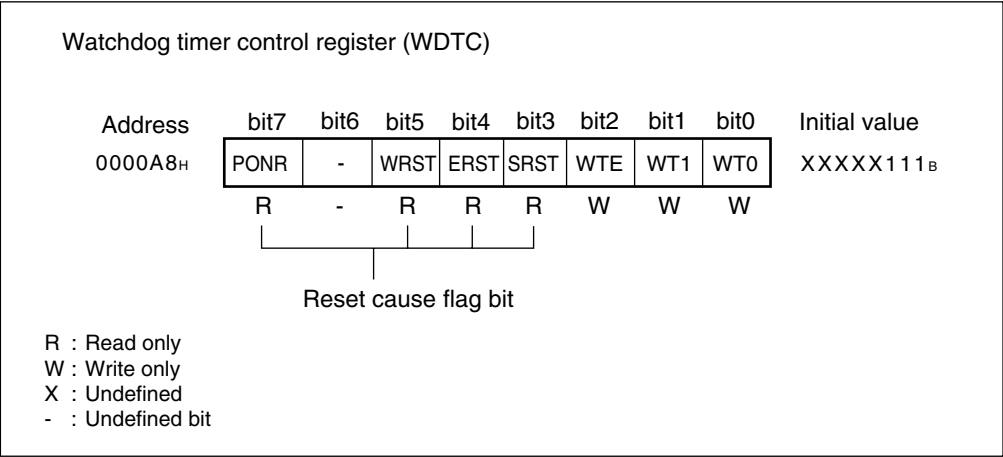 Watchdog timer control register (WDTC)
Address bit7 bit6 bit5 bit4 bit3 bit2 bit1 bit0 Initial value
0000A8H PONR - WRST ERST SRST WTE WT1 WT0 XXXXX111B
R - R R R W W W
Reset cause flag bit
R : Read only
W : Write only
X : Undefined
- : Undefined bit